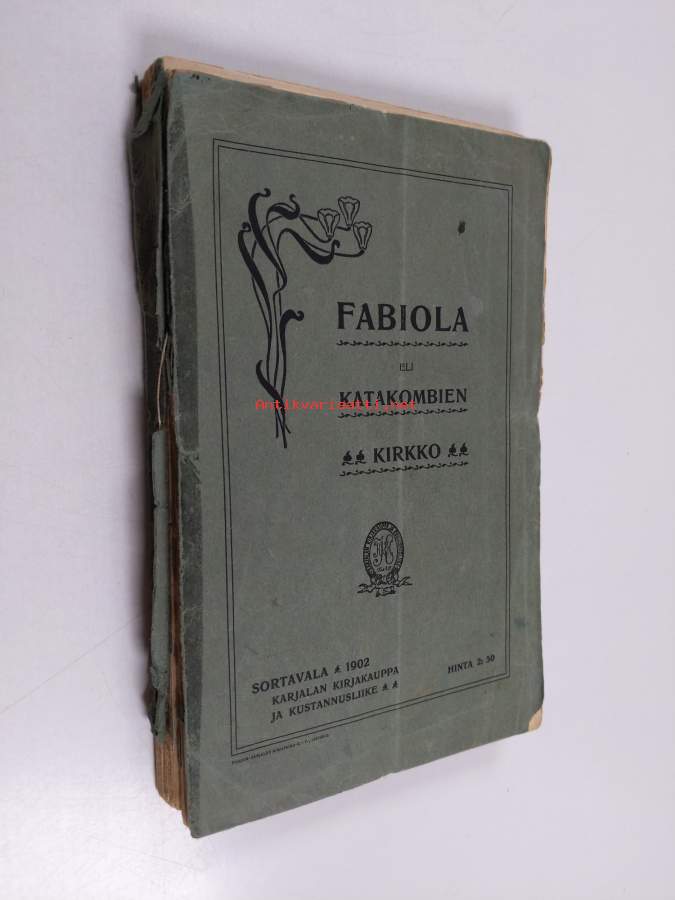 FABIOLA
ELI
KATAKOMBIEN
Antikvariaatti.net
KIRKKO
SORTAVALA 1902
KARJALAN KIRJAKAUPPA
JA KUSTANNUSLIIKE
HINTA 2: 50